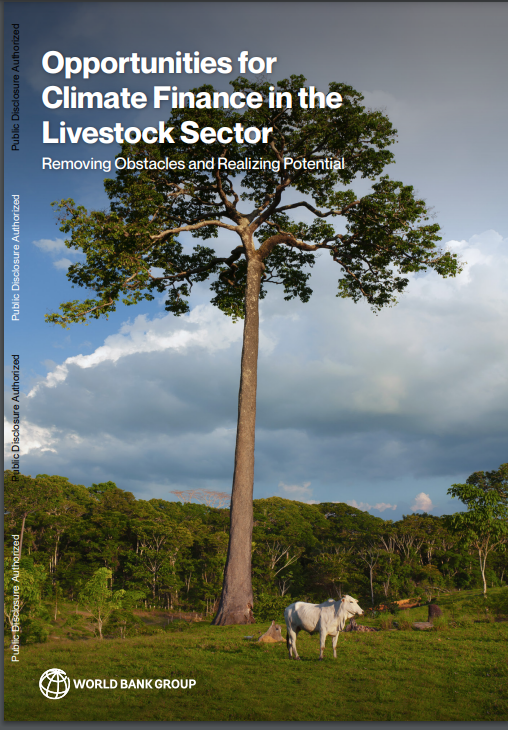 Opportunities for
Climate Finance in the
Livestock Sector
Removing Obstacles and Realizing Potential
Public Disclosure Authorized
Public Disclosure Authorized
Public Disclosure Authorized
Public Disclosure Authorized
WORLD BANK GROUP